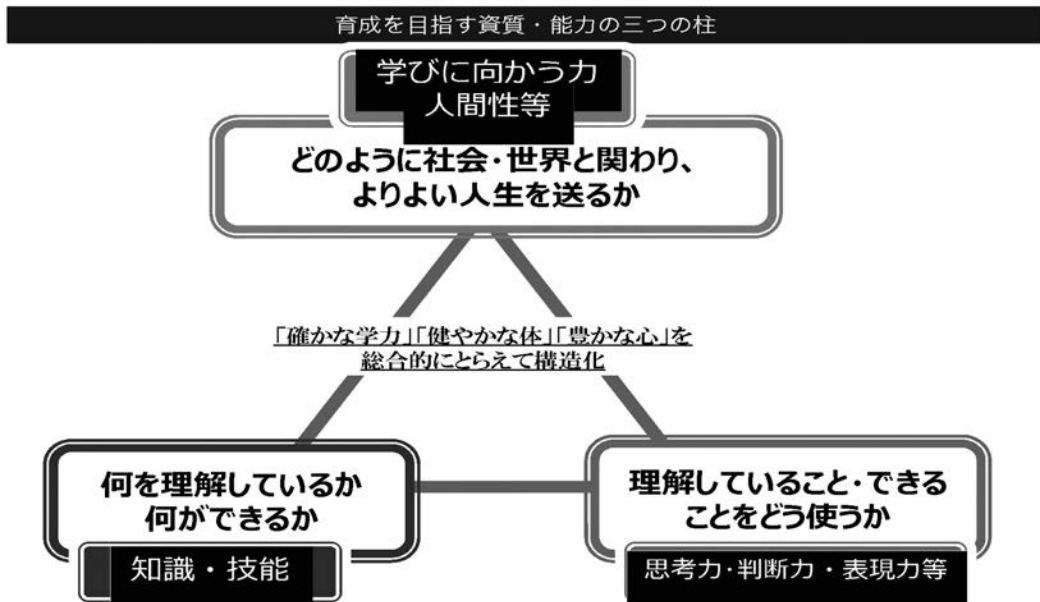 育成を目指す資質・能力の三つの柱
学びに向かう力
人間性等
どのように社会・世界と関わり、
よりよい人生を送るか
「確かな学力」「健やかな体」「豊かな心」を
総合的にとらえて構造化
何を理解しているか
何ができるか
知識・技能
理解していること・できる
ことをどう使うか
思考力・判断力・表現力等